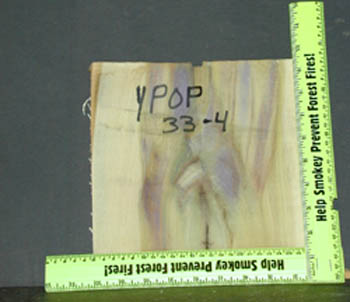 YPOP
33-4
Help Smokey Prevent Forest Fires!
Help Smokey Prevent Forest Fires!